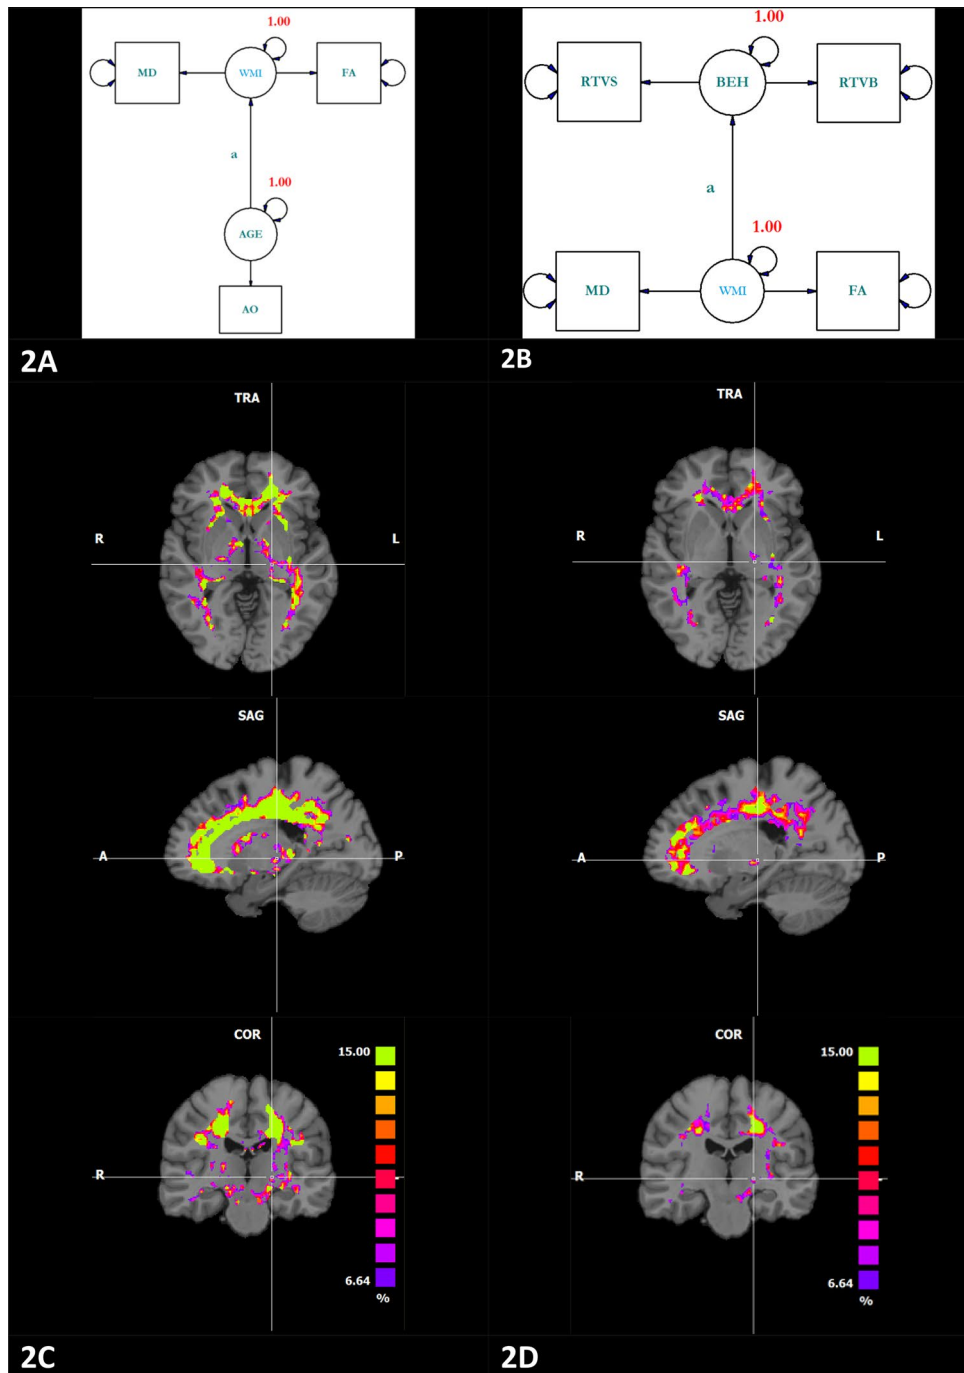 1.00
MD
WMI
FA
a
1.00
AGE
AO
2A
1.00
RTVS
BEH
RTVB
a
1.00
MD
WMI
FA
2B
TRA
R
L
SAG
A
P
COR
15.00
R
6.64
%
2C
TRA
R
L
SAG
A
P
COR
15.00
R
6.64
%
2D